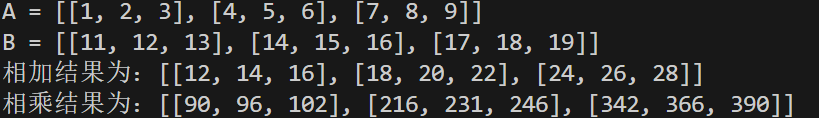 A = [[1, 2, 3], [4, 5, 6], [7, 8, 9]]
B = [[11, 12, 13], [14, 15, 16], [17, 18, 19]]
相加结果为：[[12, 14, 16], [18, 20, 22], [24, 26, 28]]
相乘结果为：[[90, 96, 102], [216, 231, 246], [342, 366, 390]]